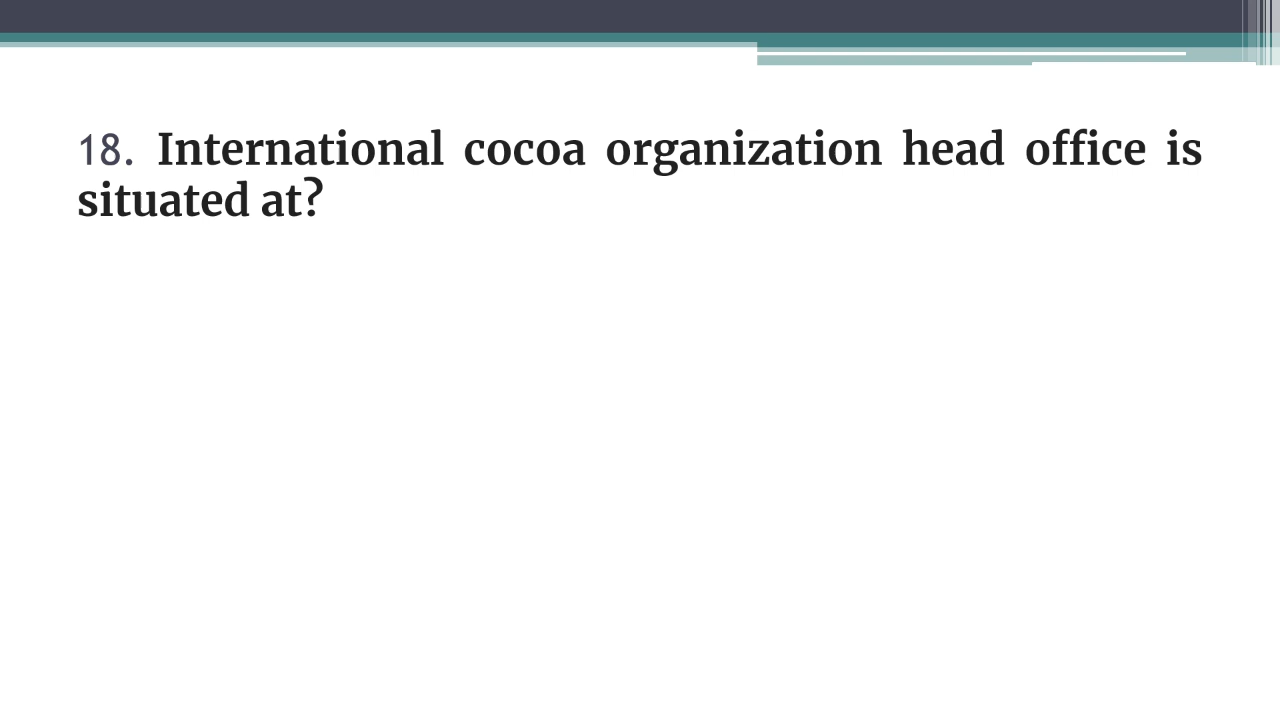 18. International cocoa organization head office is
situated at?